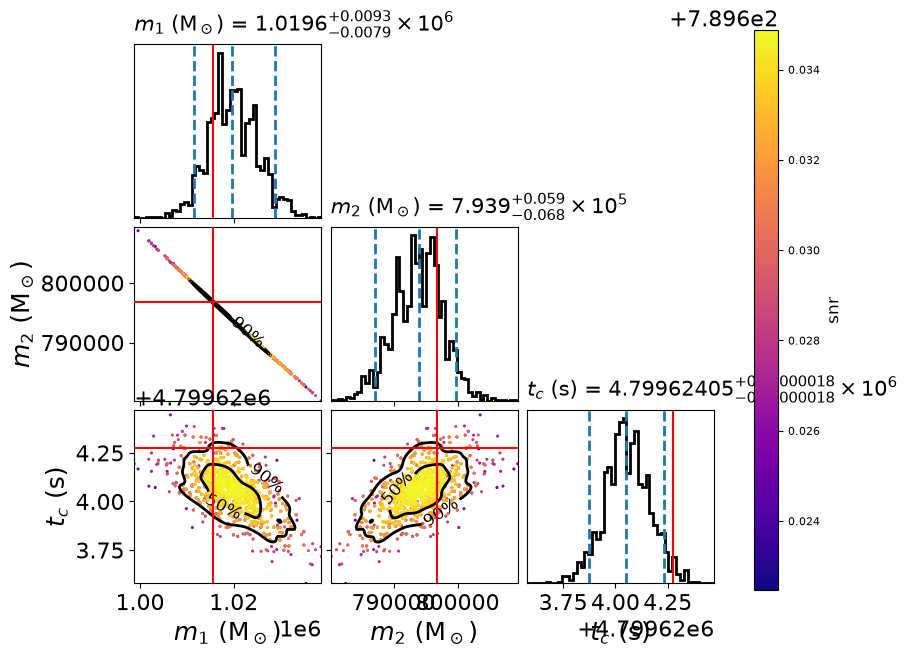 m₁ (M⊙) = 1.0196 +0.0093 −0.0079 × 10⁶
+7.896e2
m₂ (M⊙) = 7.939 +0.059 −0.068 × 10⁵
m₂ (M⊙)
800000
790000
90%
t_c (s) = 4.79962405 × 10⁶
+4.79962e6
t_c (s)
4.25
4.00
3.75
90%
50%
50%
90%
1.00
1.02
1e6
m₁ (M⊙)
790000
800000
m₂ (M⊙)
3.75
4.00
4.25
+4.79962e6
t_c (s)
0.034
0.032
0.030
0.028
0.026
0.024
snr